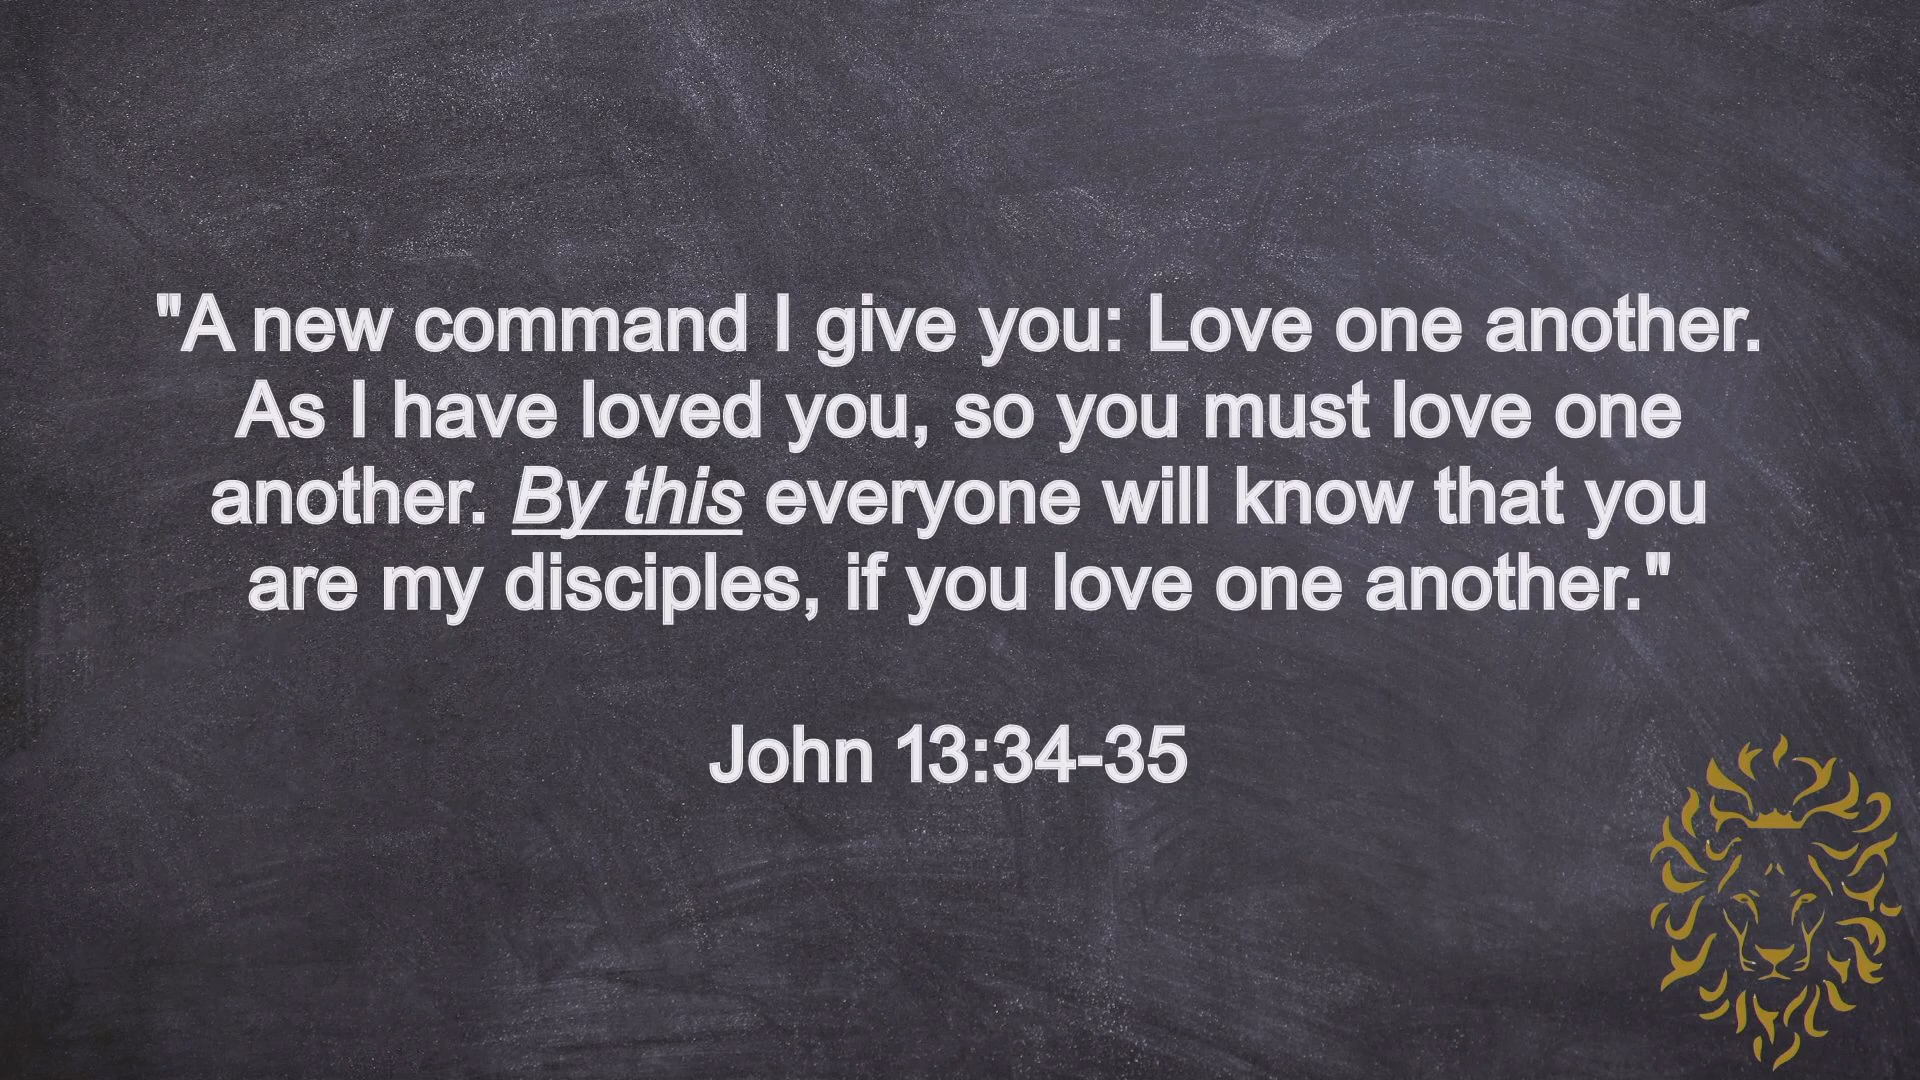 "A new command I give you: Love one another.
As I have loved you, so you must love one
another. By this everyone will know that you
are my disciples, if you love one another."
John 13:34-35